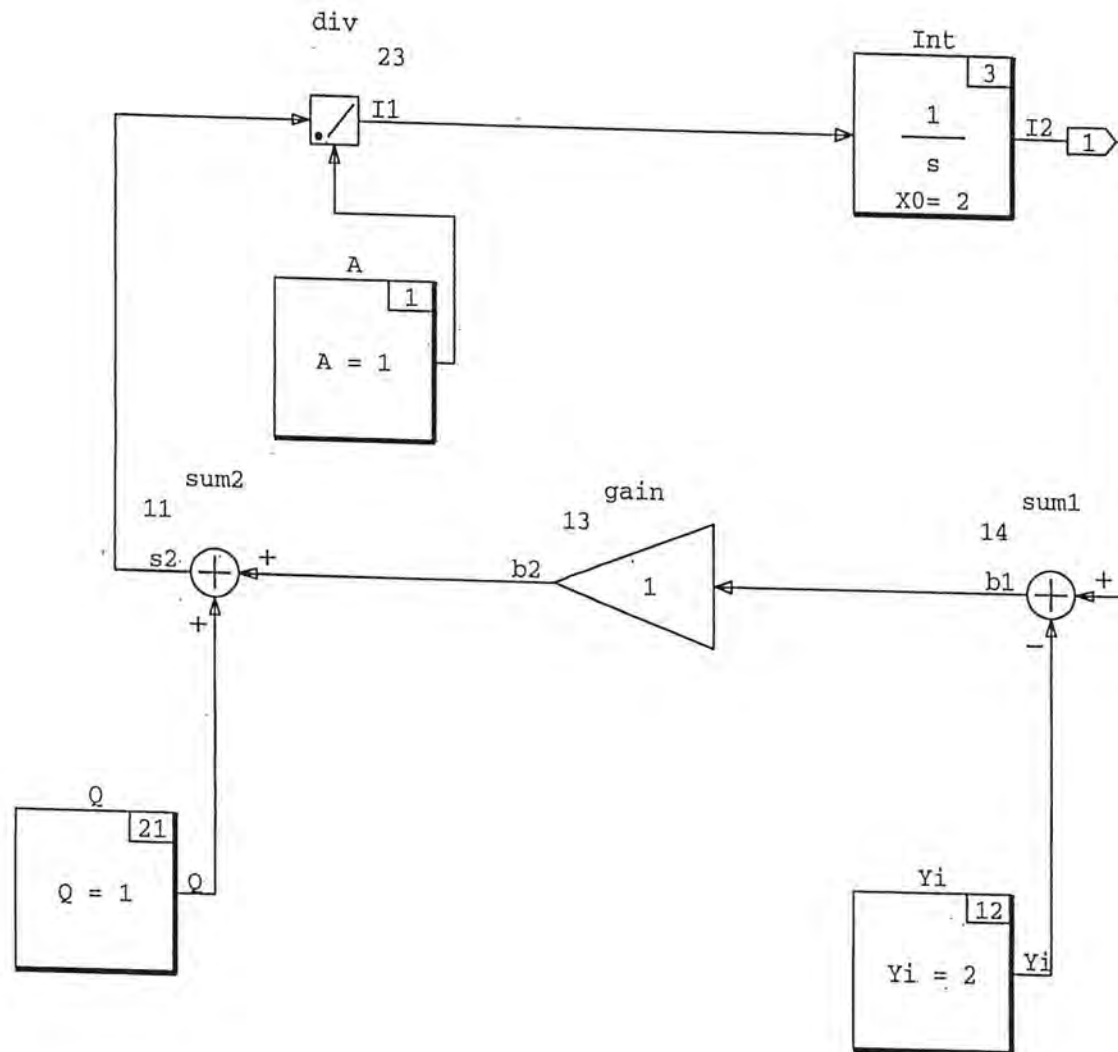 div
23
Int
3
I1
1
s
X0= 2
I2
1
A
1
A = 1
sum2
11
s2
+
+
gain
13
b2
1
sum1
14
b1
+
−
Q
21
Q = 1
Q
Yi
12
Yi = 2
Yi